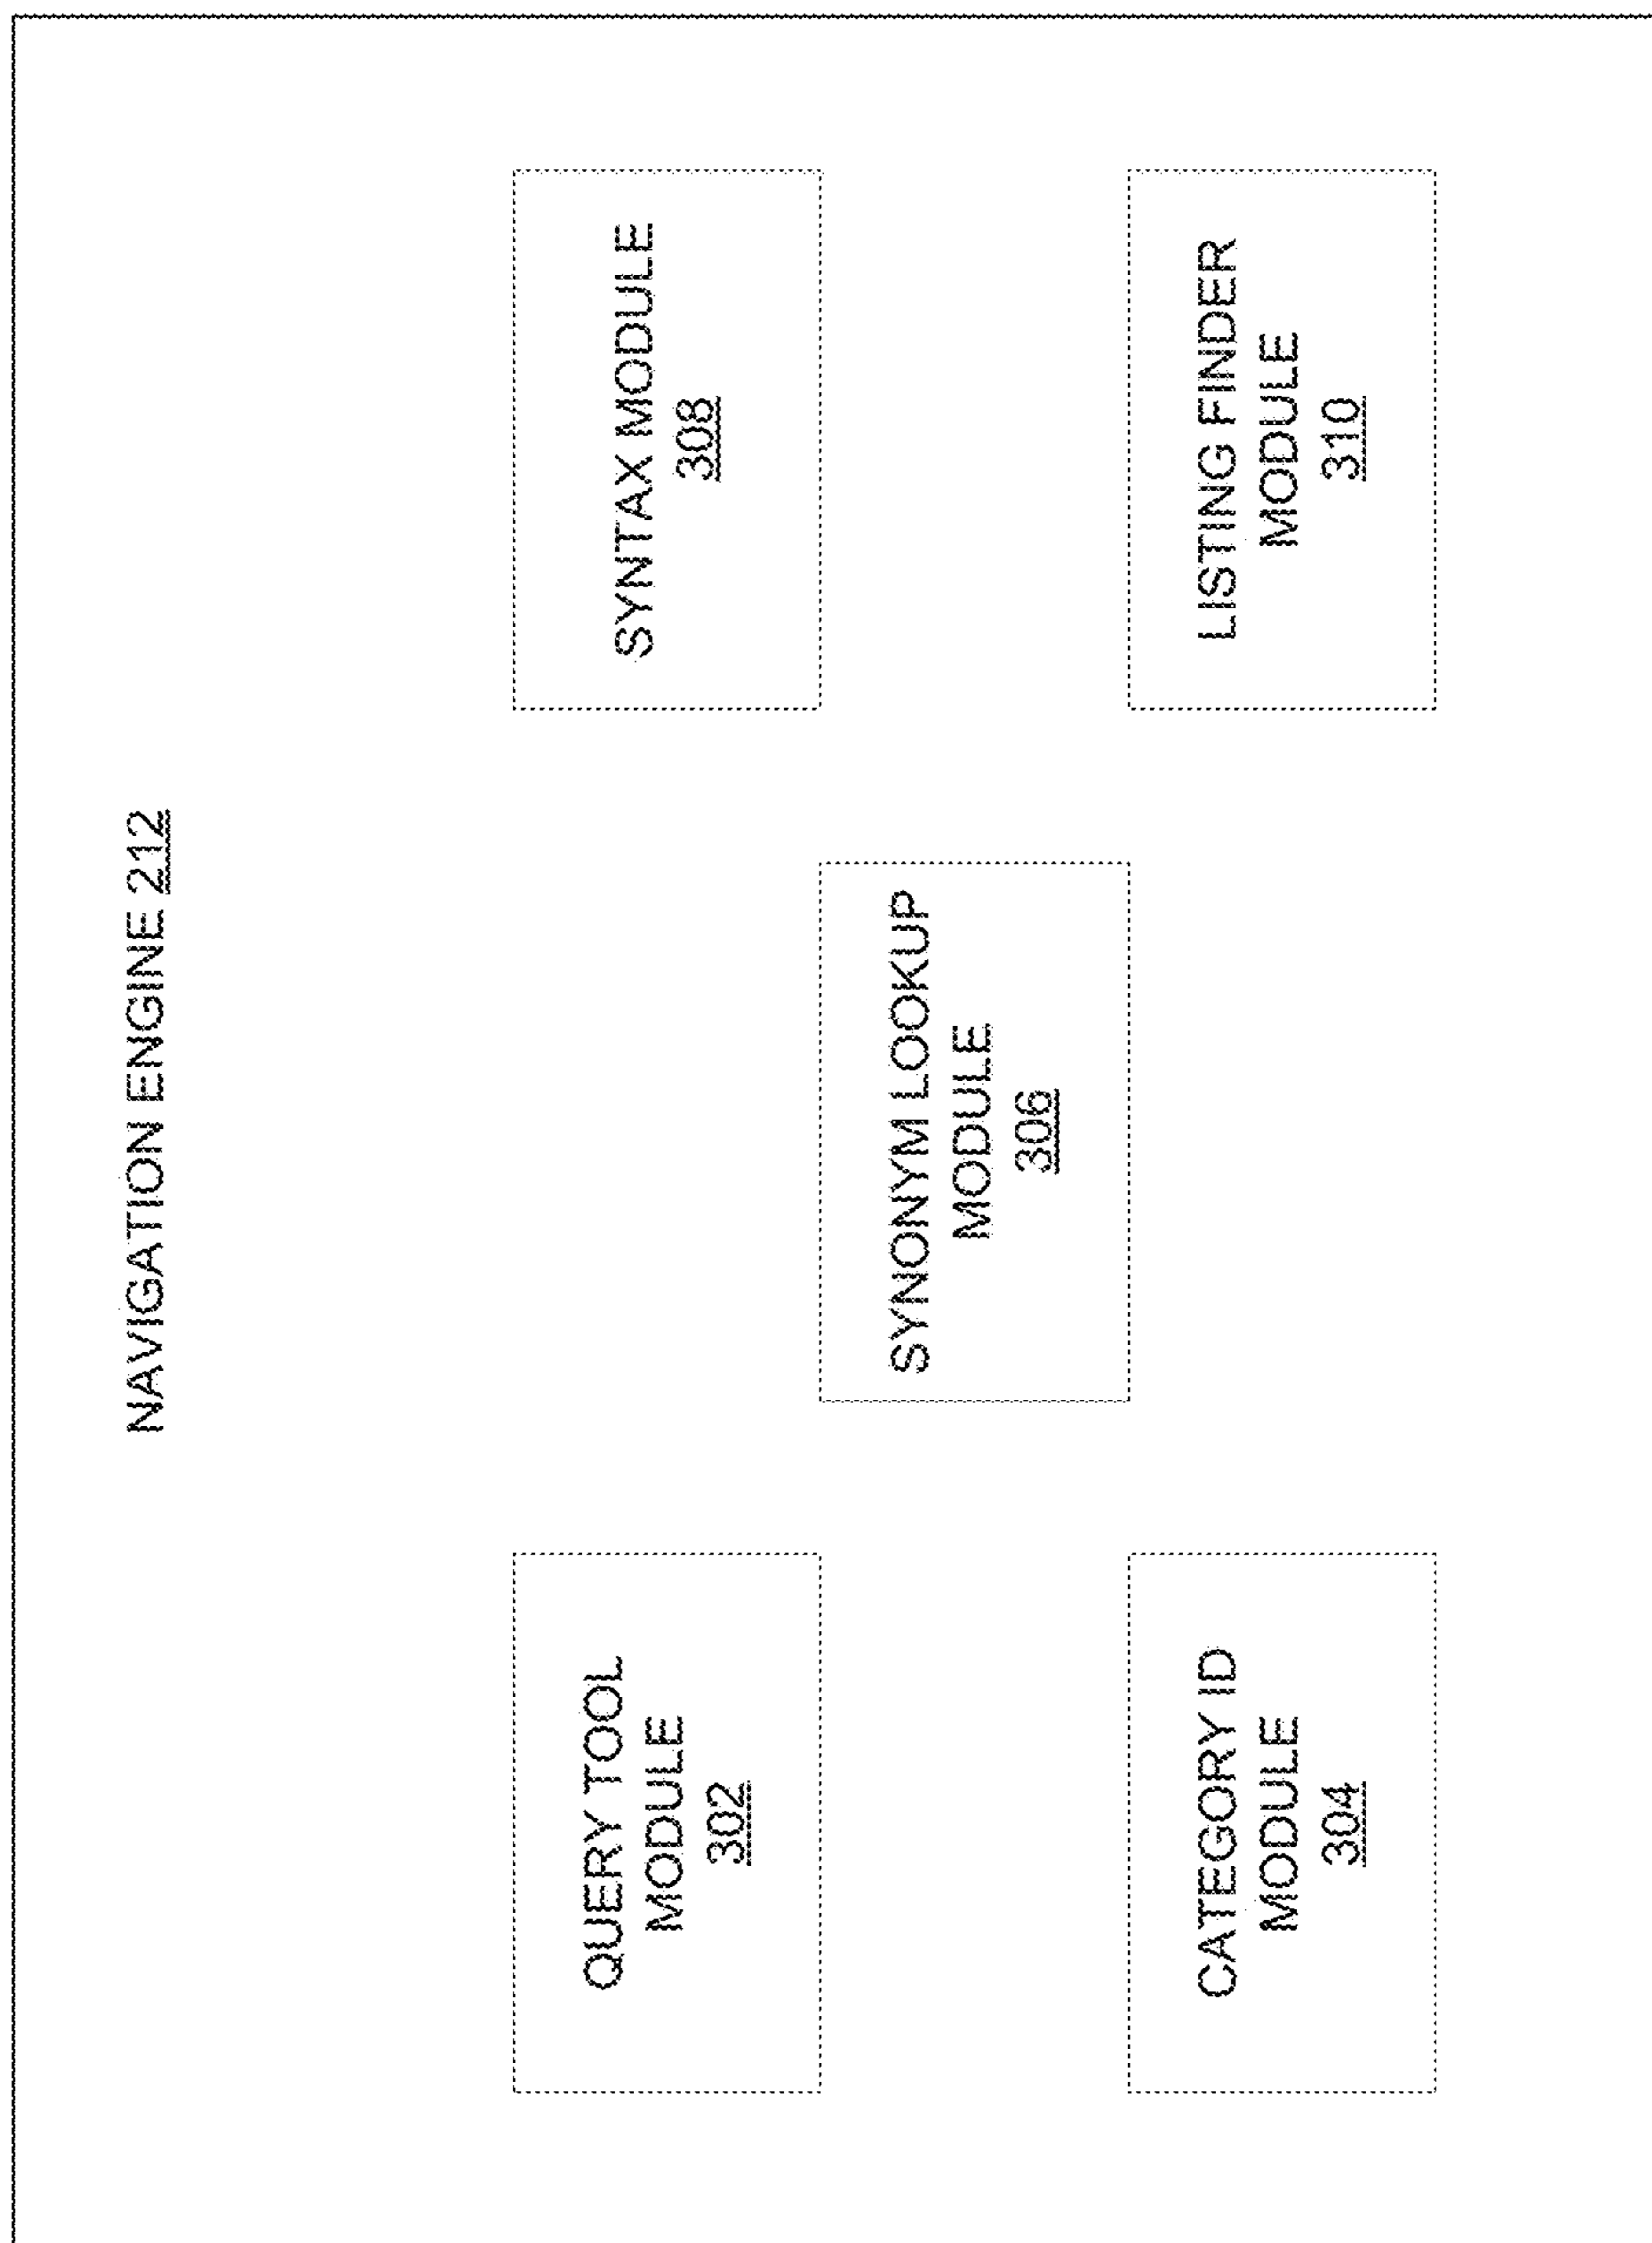 NAVIGATION ENGINE 212
QUERY TOOL
MODULE
302
CATEGORY ID
MODULE
304
SYNONYM LOOKUP
MODULE
306
SYNTAX MODULE
308
LISTING FINDER
MODULE
310